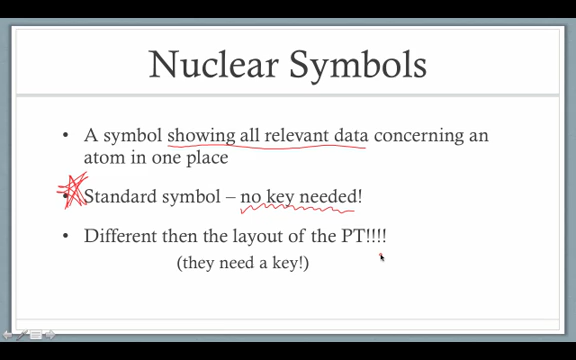 Nuclear Symbols
• A symbol showing all relevant data concerning an
atom in one place
• Standard symbol – no key needed!
• Different then the layout of the PT!!!!
(they need a key!)